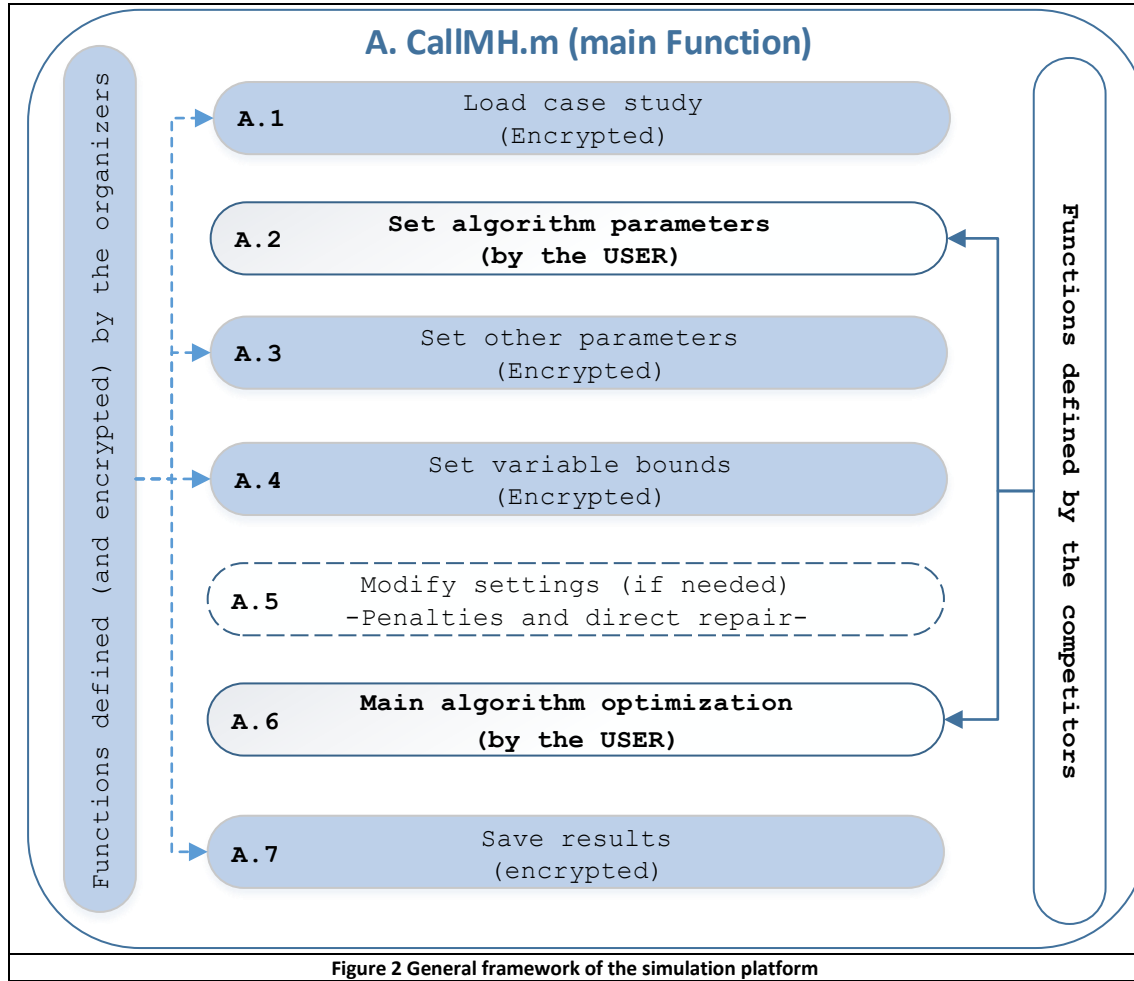 A. CallMH.m (main Function)
Functions defined (and encrypted) by the organizers
A.1
Load case study
(Encrypted)
A.2
Set algorithm parameters
(by the USER)
A.3
Set other parameters
(Encrypted)
A.4
Set variable bounds
(Encrypted)
A.5
Modify settings (if needed)
-Penalties and direct repair-
A.6
Main algorithm optimization
(by the USER)
A.7
Save results
(encrypted)
Functions defined by the competitors
Figure 2 General framework of the simulation platform